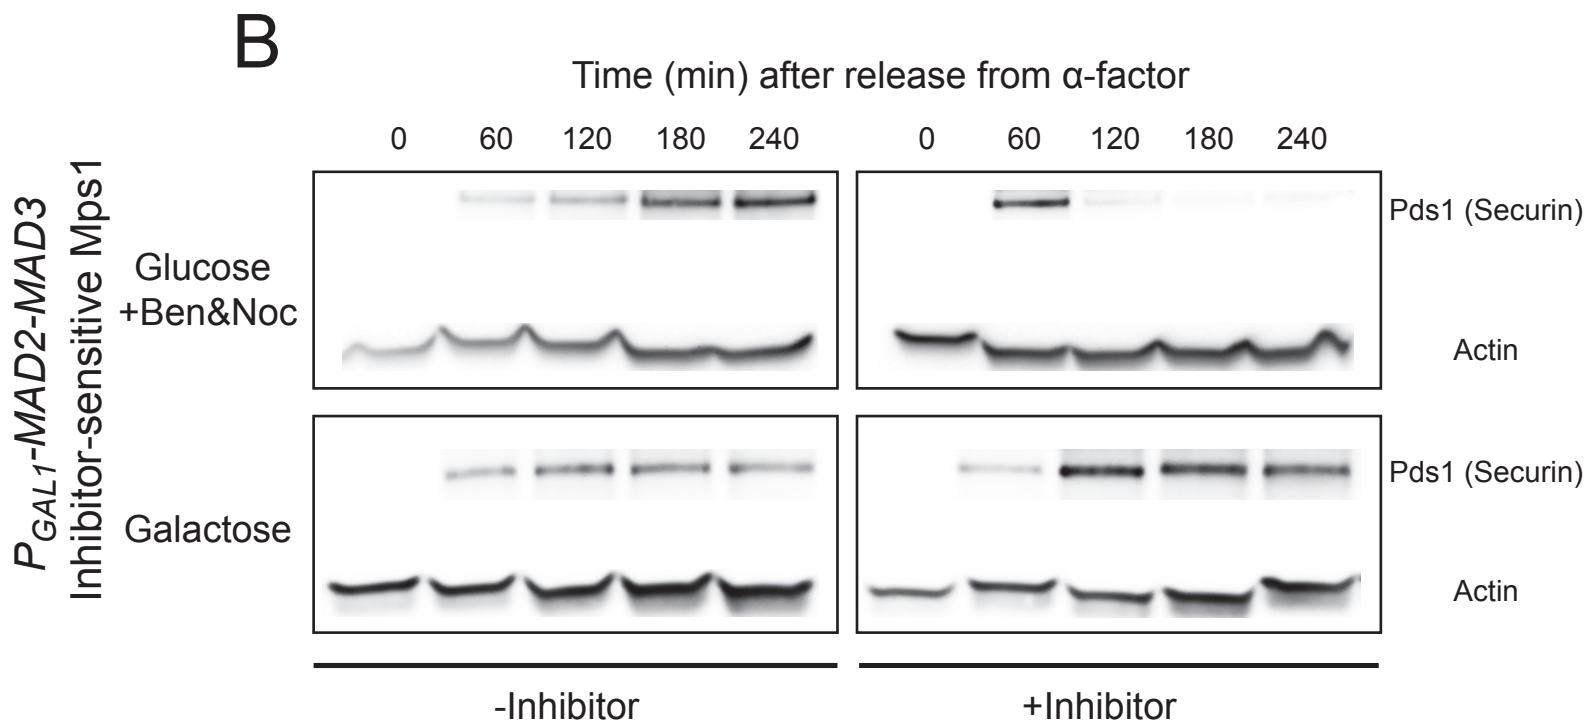 B
Time (min) after release from α-factor
0 60 120 180 240 0 60 120 180 240
P_GAL1-MAD2-MAD3
Inhibitor-sensitive Mps1
Glucose
+Ben&Noc
Pds1 (Securin)
Actin
Galactose
Pds1 (Securin)
Actin
-Inhibitor
+Inhibitor